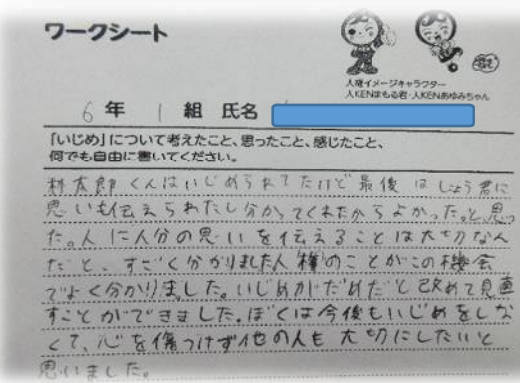 ワークシート
人権イメージキャラクター
人KENまもる君・人KENあゆみちゃん
6年 1組 氏名
「いじめ」について考えたこと、思ったこと、感じたこと、
何でも自由に書いてください。
林太郎くんはいじめられてたけど最後はしょう君に
思いも伝えられたし分かってくれたからよかった。と思っ
た。人に人分の思いを伝えることは大切なん
だと、すごく分かりました人権のことがこの機会
でよく分かりました。いじめがだめだと改めて見直
すことができました。ぼくは今後もいじめをしな
くて、心を傷つけず他の人も大切にしたいと
思いました。